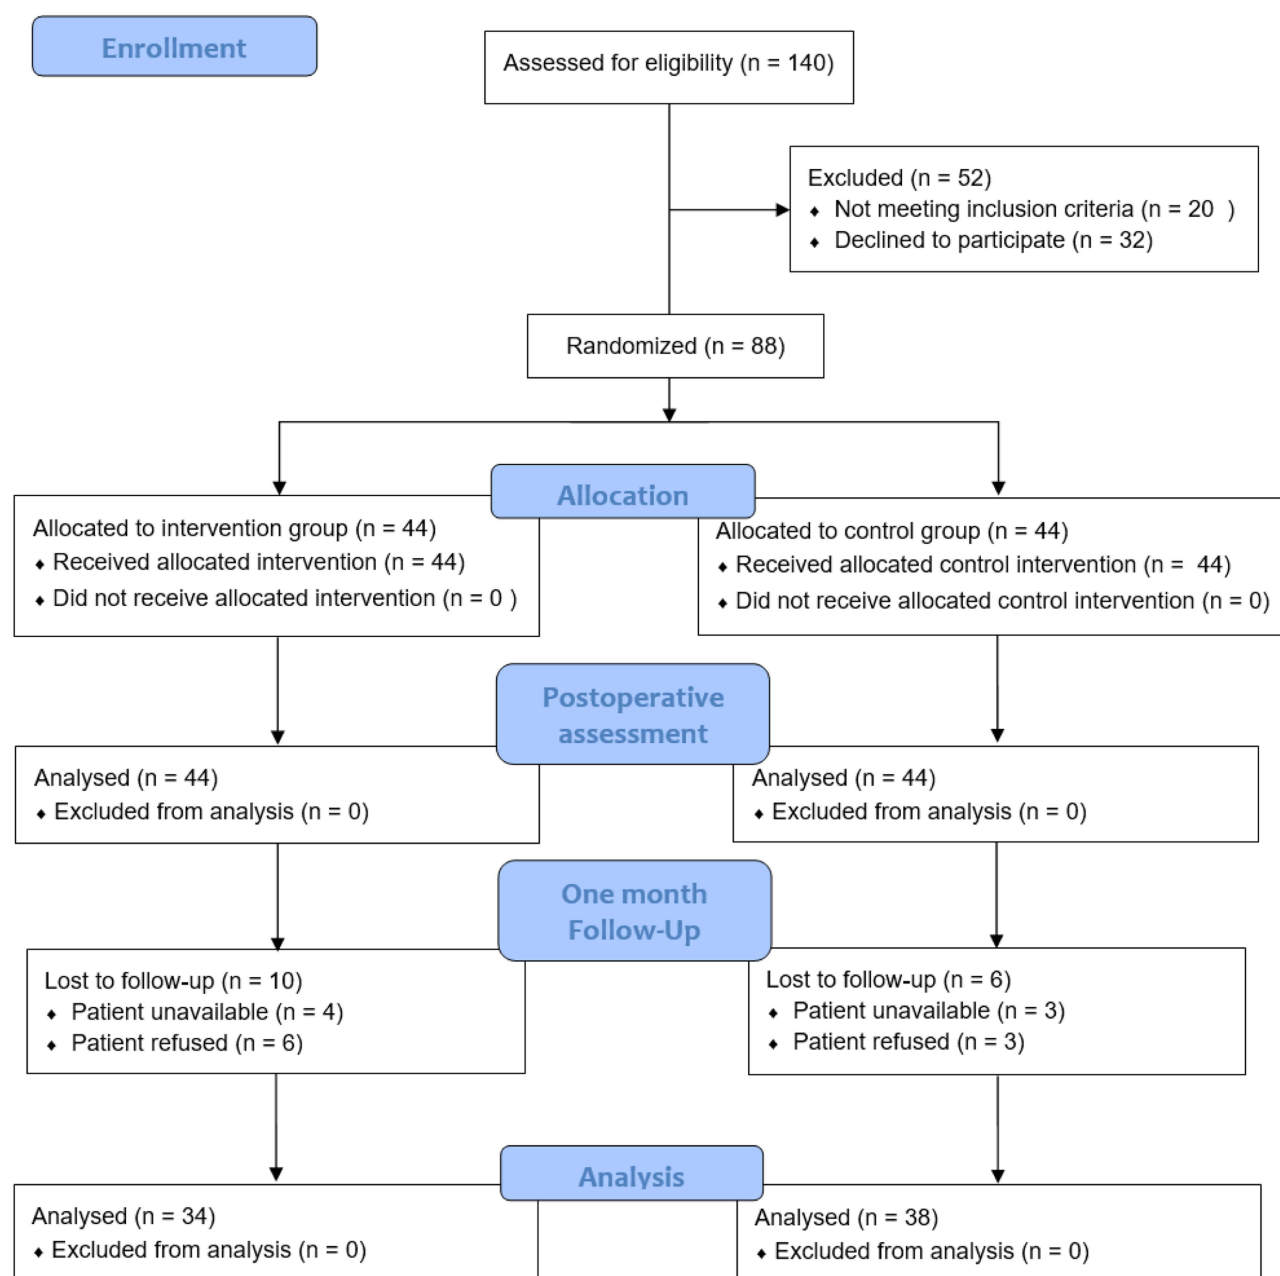 Enrollment
Assessed for eligibility (n = 140)
Excluded (n = 52)
♦ Not meeting inclusion criteria (n = 20  )
♦ Declined to participate (n = 32)
Randomized (n = 88)
Allocation
Allocated to intervention group (n = 44)
♦ Received allocated intervention (n = 44)
♦ Did not receive allocated intervention (n = 0 )
Allocated to control group (n = 44)
♦ Received allocated control intervention (n =  44)
♦ Did not receive allocated control intervention (n = 0)
Postoperative
assessment
Analysed (n = 44)
♦ Excluded from analysis (n = 0)
Analysed (n = 44)
♦ Excluded from analysis (n = 0)
One month
Follow-Up
Lost to follow-up (n = 10)
♦ Patient unavailable (n = 4)
♦ Patient refused (n = 6)
Lost to follow-up (n = 6)
♦ Patient unavailable (n = 3)
♦ Patient refused (n = 3)
Analysis
Analysed (n = 34)
♦ Excluded from analysis (n = 0)
Analysed (n = 38)
♦ Excluded from analysis (n = 0)